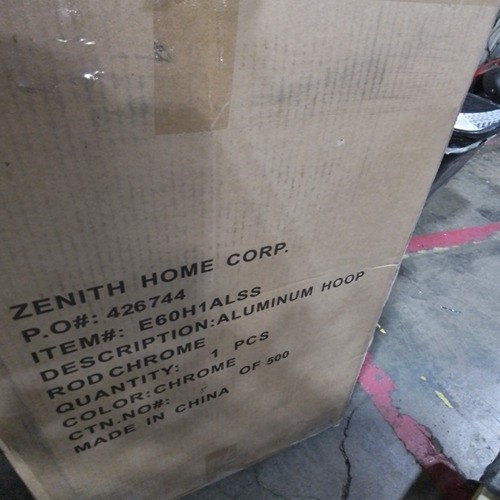 ZENITH HOME CORP.
P.O#: 426744
ITEM#: E60H1ALSS
DESCRIPTION:ALUMINUM HOOP
ROD CHROME
QUANTITY: 1 PCS
COLOR:CHROME
CTN.NO#: OF 500
MADE IN CHINA